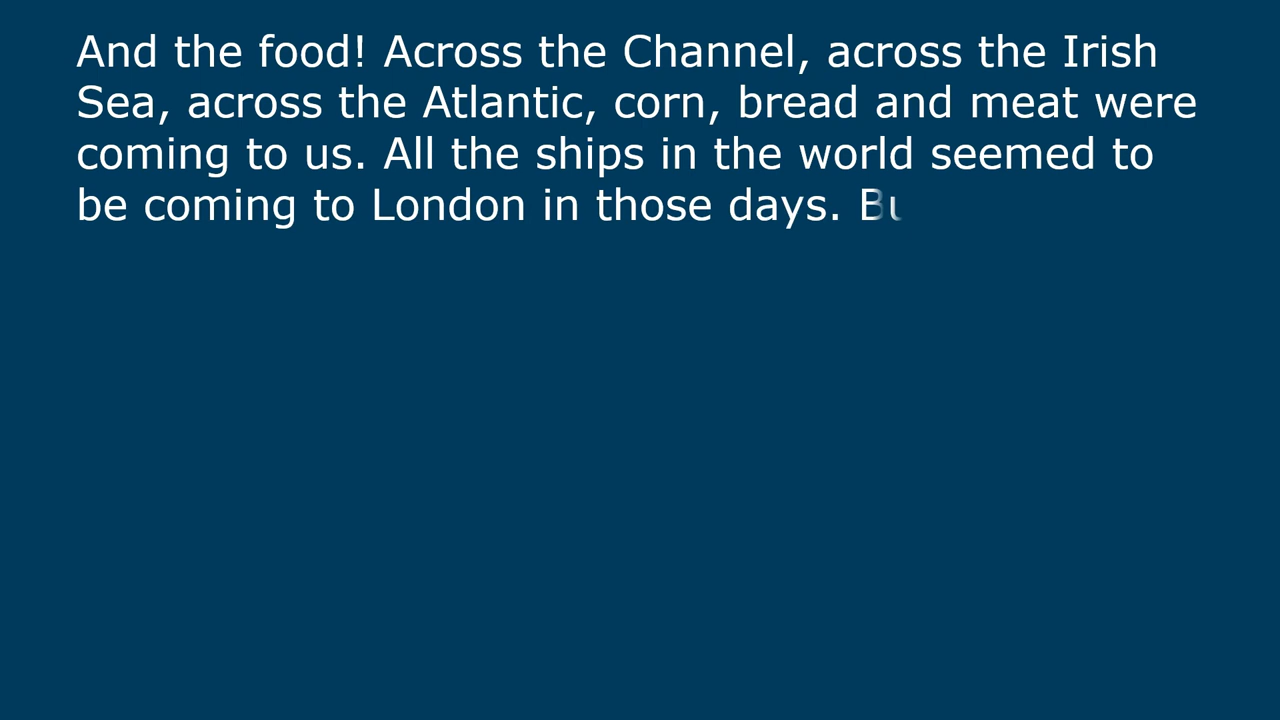 And the food! Across the Channel, across the Irish
Sea, across the Atlantic, corn, bread and meat were
coming to us. All the ships in the world seemed to
be coming to London in those days.